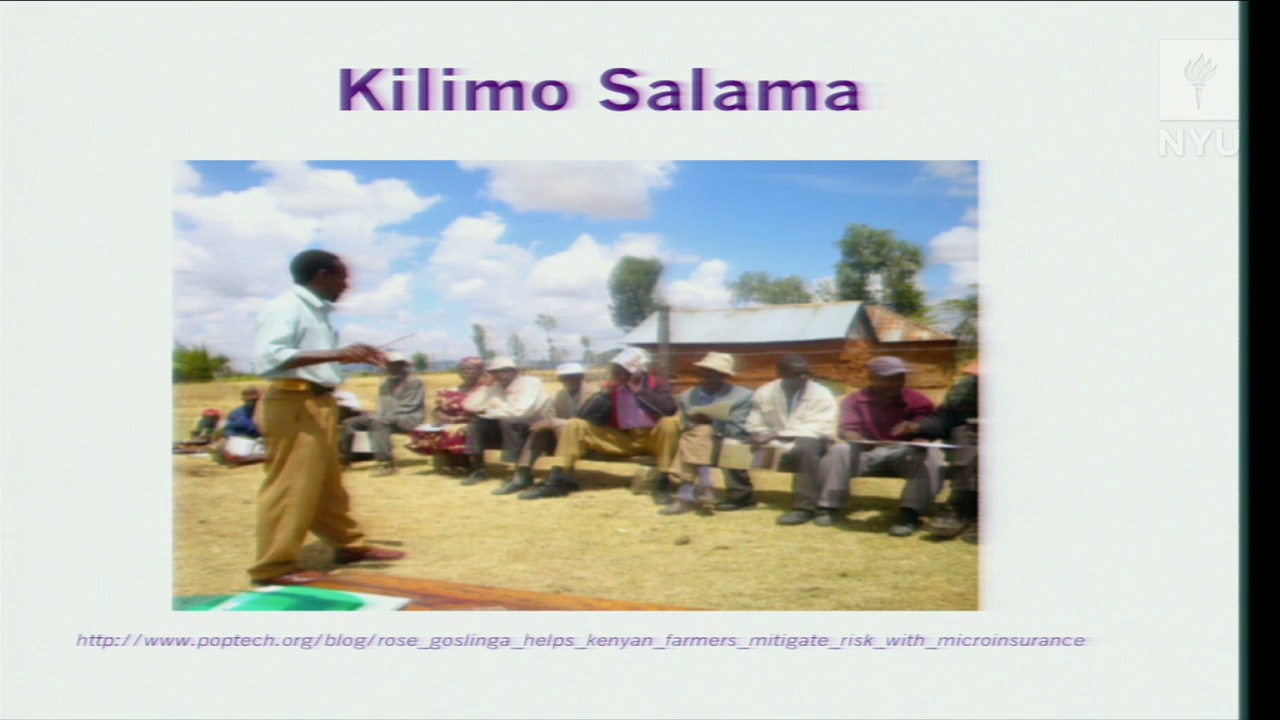 Kilimo Salama
NYU
http://www.poptech.org/blog/rose_goslinga_helps_kenyan_farmers_mitigate_risk_with_microinsurance